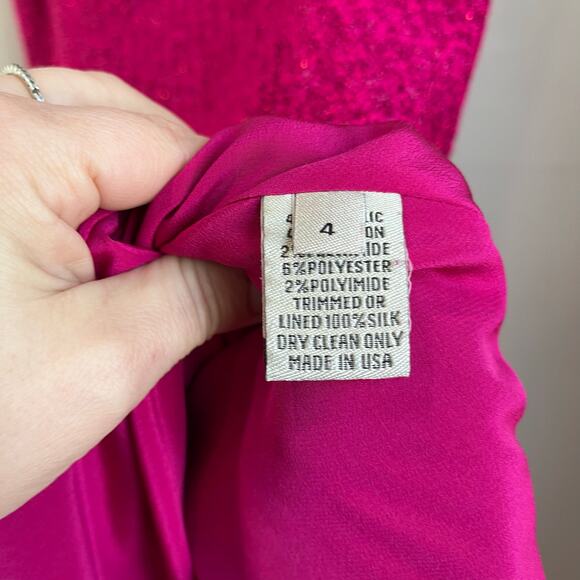 4
6%POLYESTER
2%POLYIMIDE
TRIMMED OR
LINED 100%SILK
DRY CLEAN ONLY
MADE IN USA